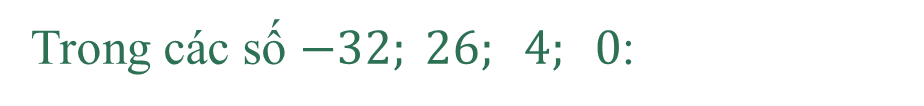 Trong các số −32; 26; 4; 0: